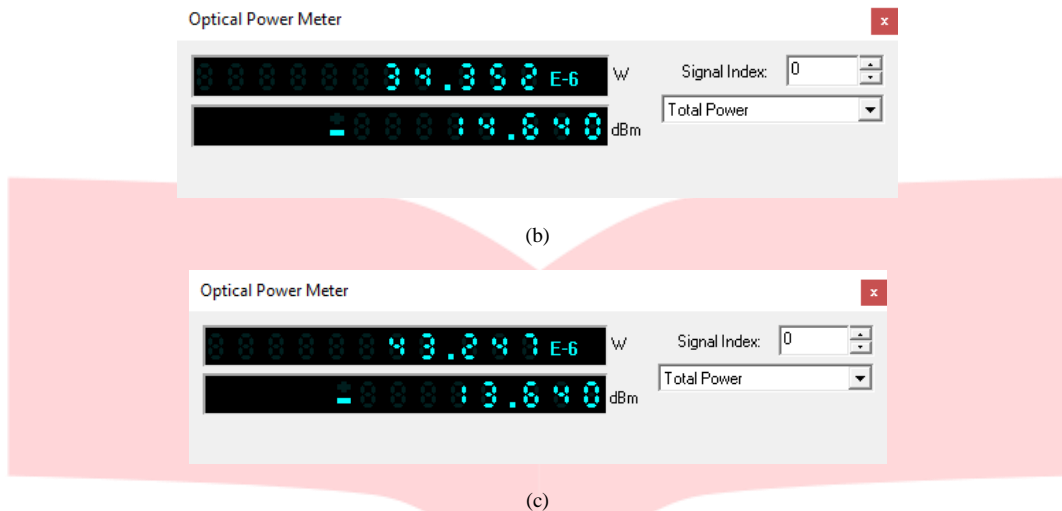 Optical Power Meter
x
34.352 E-6 W Signal Index: 0
- 14.640 dBm Total Power
(b)
Optical Power Meter
x
43.247 E-6 W Signal Index: 0
- 13.640 dBm Total Power
(c)